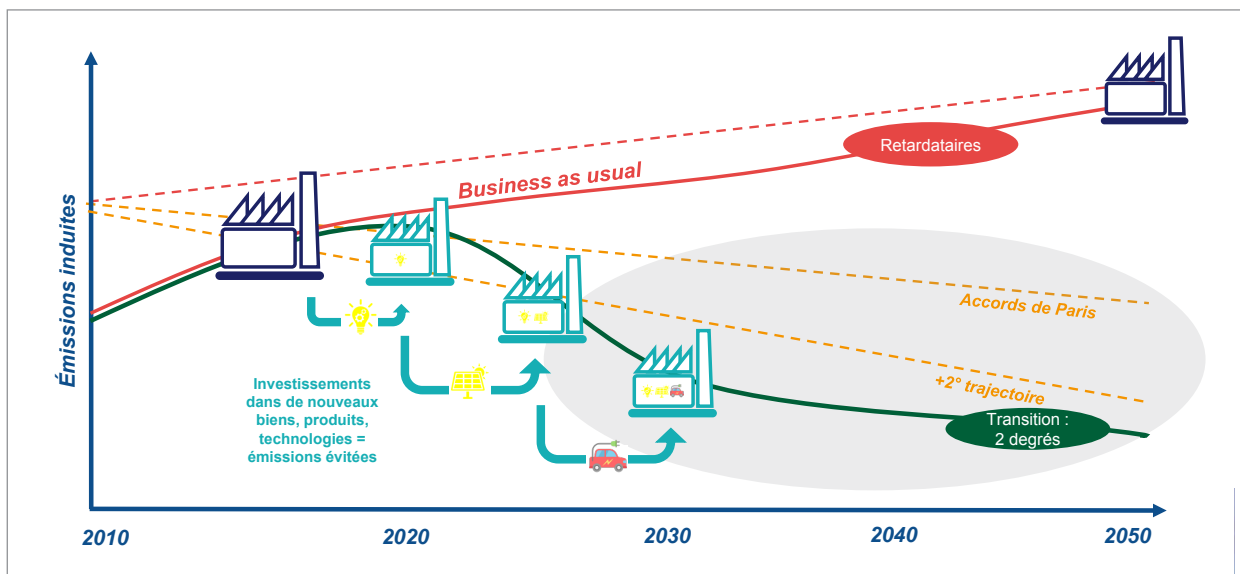 Émissions induites
Retardataires
Business as usual
Accords de Paris
+2° trajectoire
Transition :
2 degrés
Investissements
dans de nouveaux
biens, produits,
technologies =
émissions évitées
2010
2020
2030
2040
2050